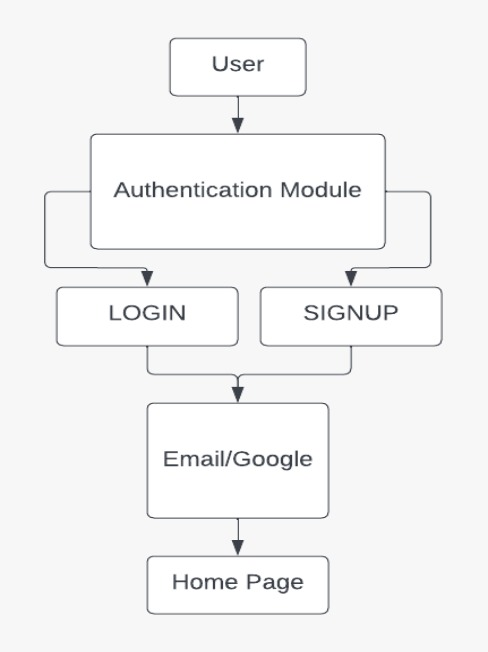 User
Authentication Module
LOGIN
SIGNUP
Email/Google
Home Page